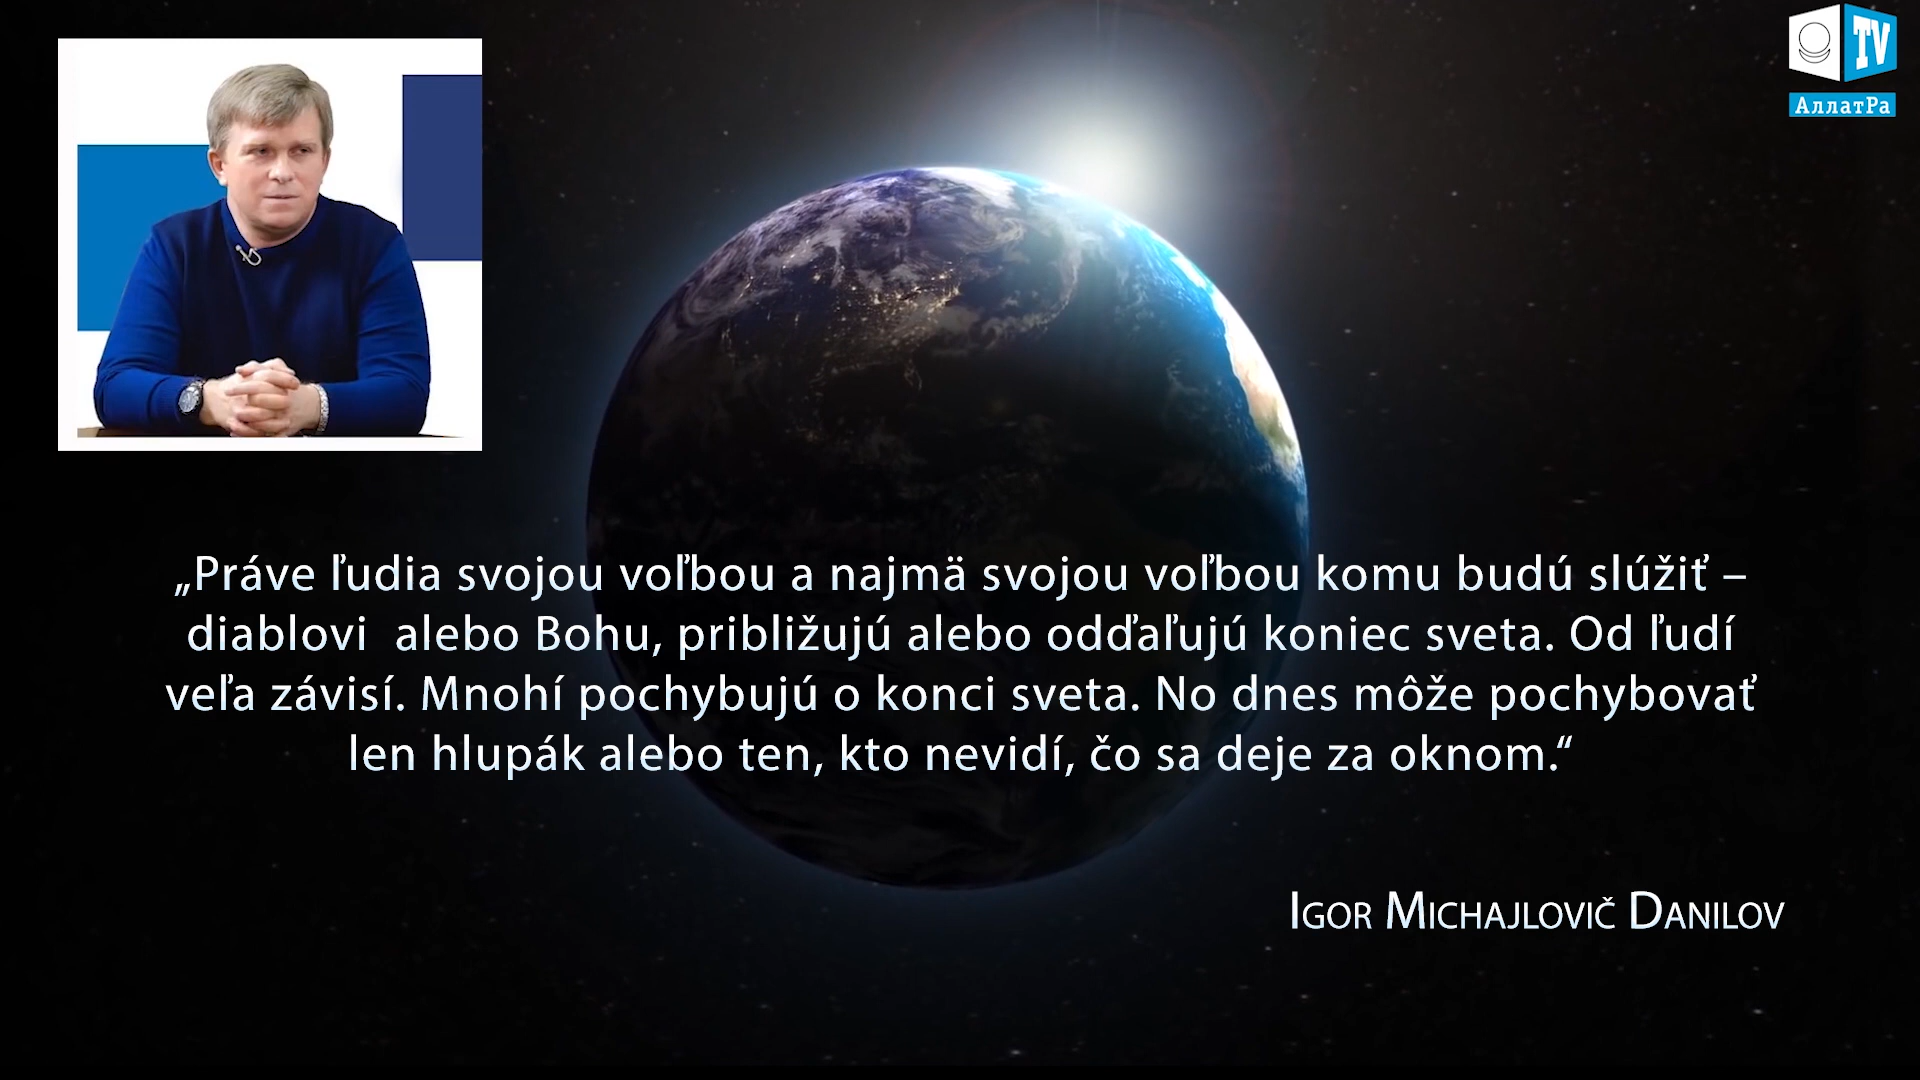 TV
АллатРа
„Práve ľudia svojou voľbou a najmä svojou voľbou komu budú slúžiť –
diablovi  alebo Bohu, približujú alebo odďaľujú koniec sveta. Od ľudí
veľa závisí. Mnohí pochybujú o konci sveta. No dnes môže pochybovať
len hlupák alebo ten, kto nevidí, čo sa deje za oknom.“
Igor Michajlovič Danilov